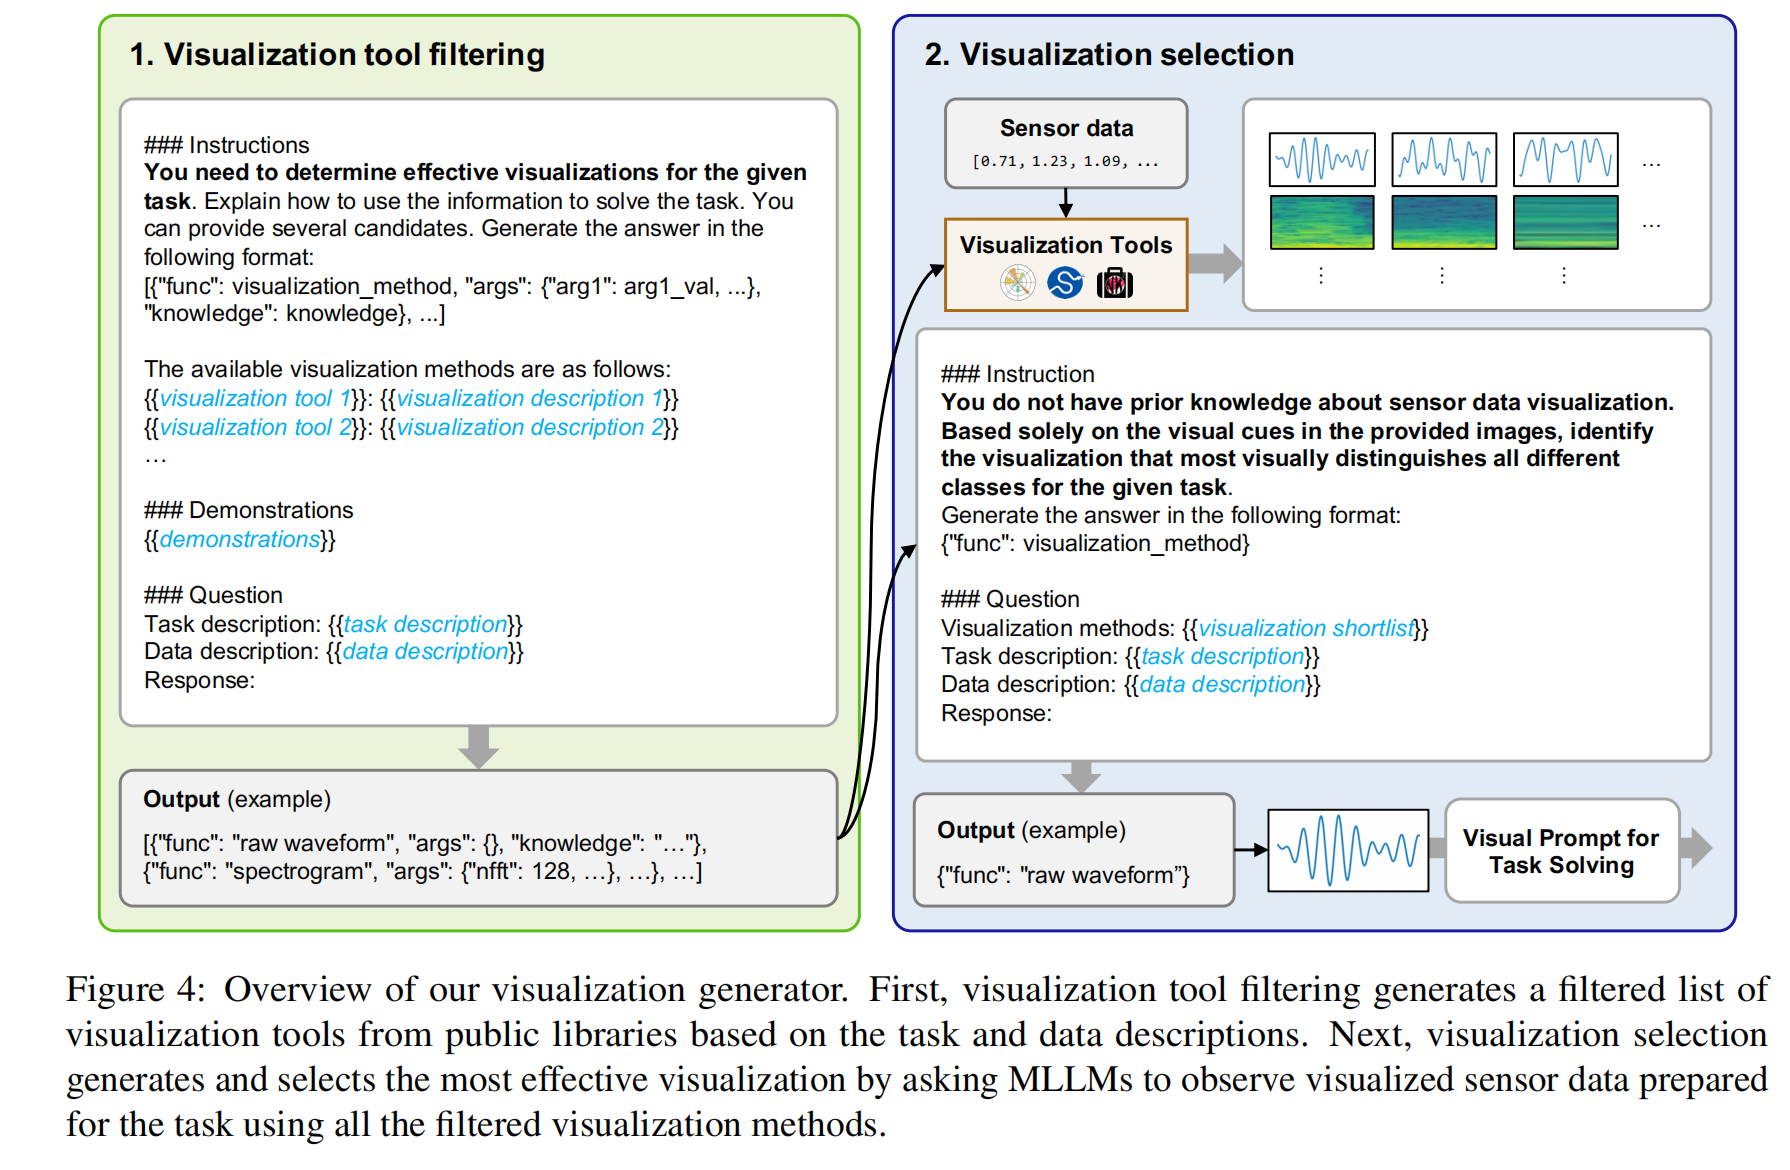 1. Visualization tool filtering
### Instructions
You need to determine effective visualizations for the given
task. Explain how to use the information to solve the task. You
can provide several candidates. Generate the answer in the
following format:
[{"func": visualization_method, "args": {"arg1": arg1_val, ...},
"knowledge": knowledge}, ...]
The available visualization methods are as follows:
{{visualization tool 1}}: {{visualization description 1}}
{{visualization tool 2}}: {{visualization description 2}}
...
### Demonstrations
{{demonstrations}}
### Question
Task description: {{task description}}
Data description: {{data description}}
Response:
Output (example)
[{"func": "raw waveform", "args": {}, "knowledge": "..."},
{"func": "spectrogram", "args": {"nfft": 128, ...}, ...}, ...]
2. Visualization selection
Sensor data
[0.71, 1.23, 1.09, ...
Visualization Tools
...
...
### Instruction
You do not have prior knowledge about sensor data visualization.
Based solely on the visual cues in the provided images, identify
the visualization that most visually distinguishes all different
classes for the given task.
Generate the answer in the following format:
{"func": visualization_method}
### Question
Visualization methods: {{visualization shortlist}}
Task description: {{task description}}
Data description: {{data description}}
Response:
Output (example)
{"func": "raw waveform”}
Visual Prompt for
Task Solving
Figure 4: Overview of our visualization generator. First, visualization tool filtering generates a filtered list of
visualization tools from public libraries based on the task and data descriptions. Next, visualization selection
generates and selects the most effective visualization by asking MLLMs to observe visualized sensor data prepared
for the task using all the filtered visualization methods.